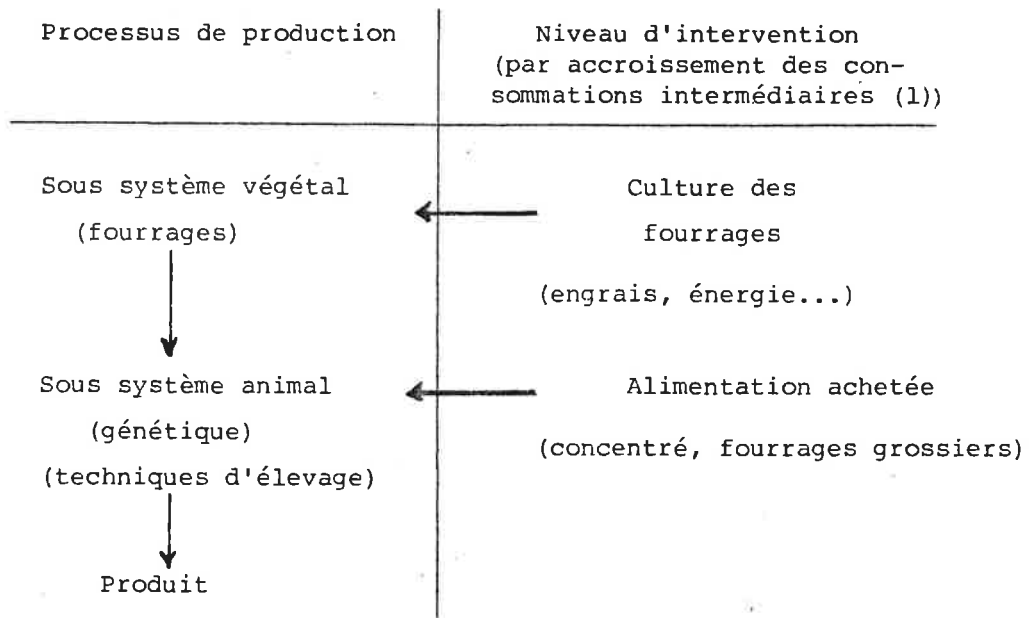 Processus de production
Niveau d'intervention
(par accroissement des con-
sommations intermédiaires (1))
Sous système végétal
(fourrages)
Culture des
fourrages
(engrais, énergie...)
Sous système animal
(génétique)
(techniques d'élevage)
Alimentation achetée
(concentré, fourrages grossiers)
Produit